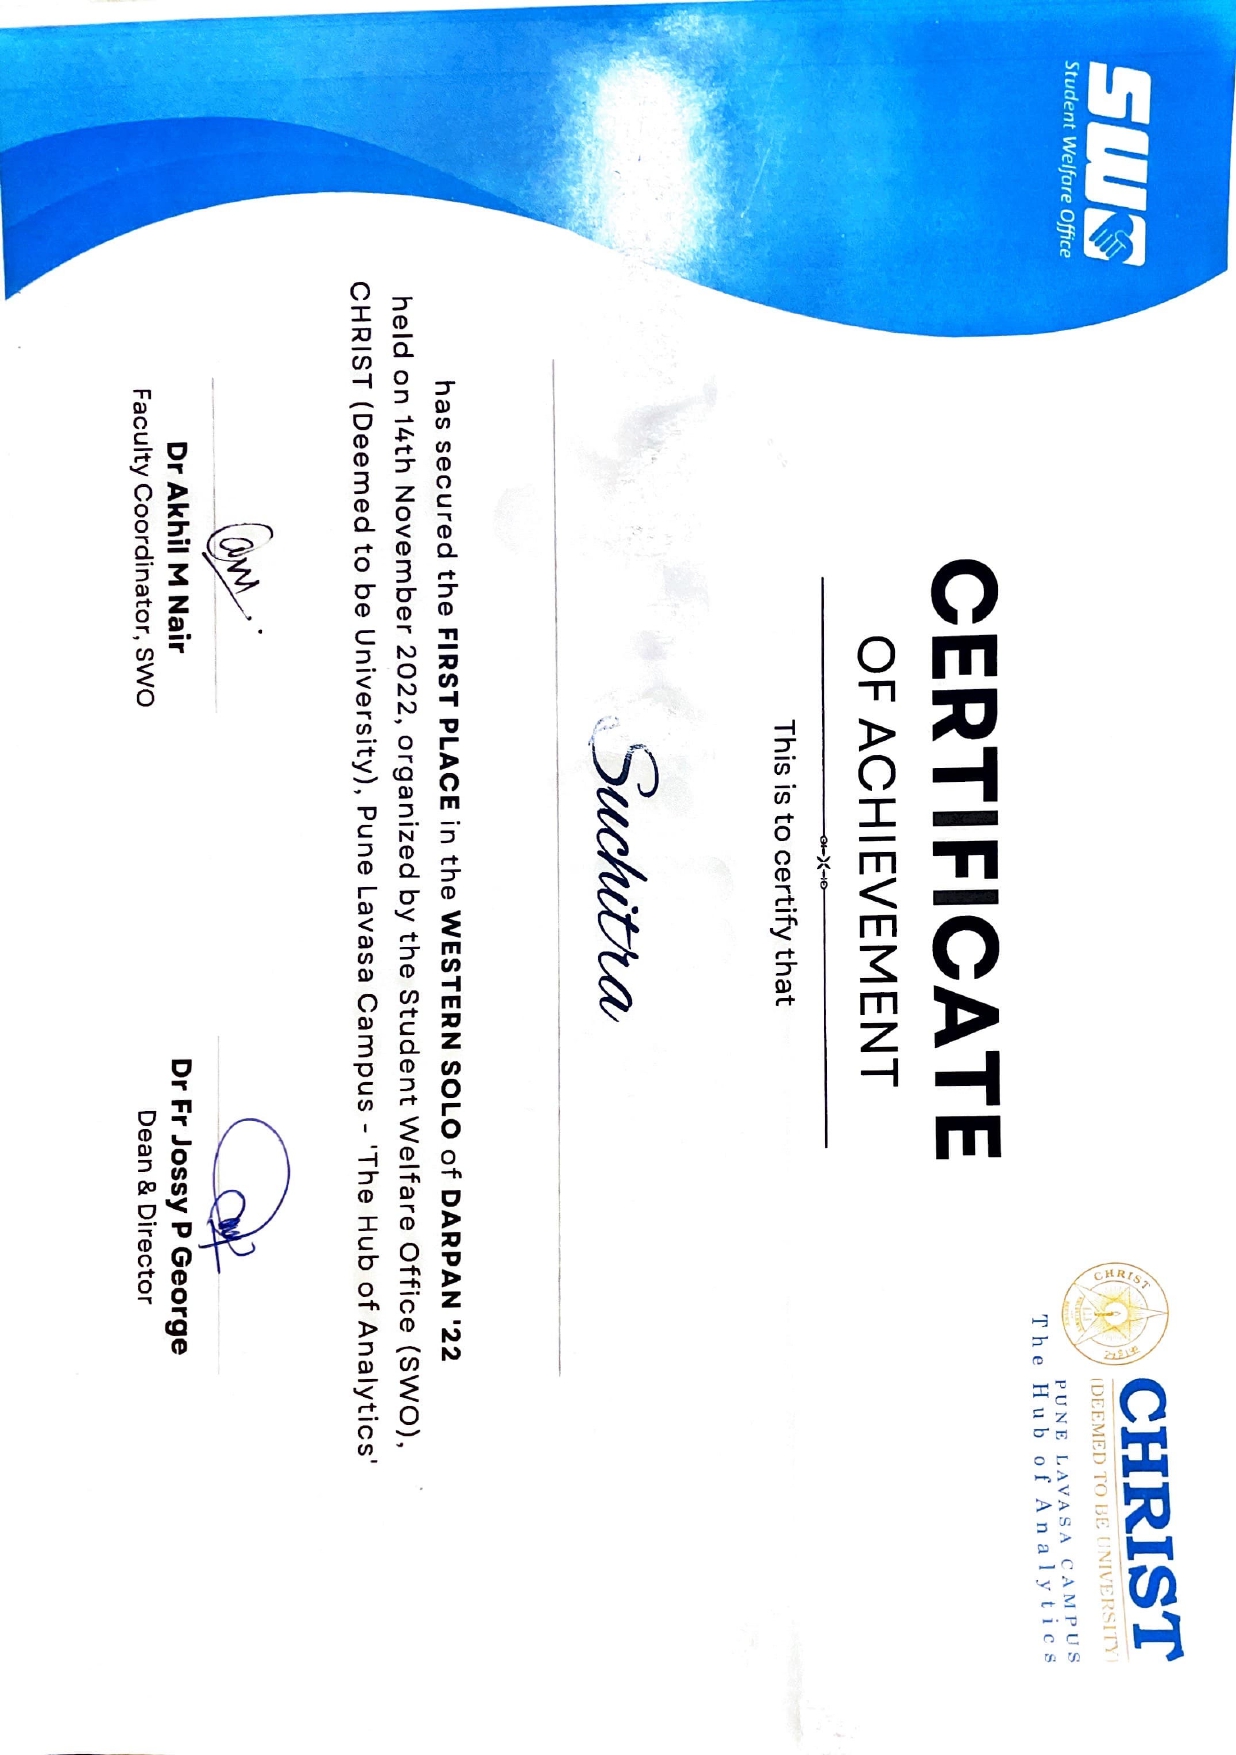 SWO
Student Welfare Office
CHRIST
(DEEMED TO BE UNIVERSITY)
PUNE LAVASA CAMPUS
The Hub of Analytics
CERTIFICATE
OF ACHIEVEMENT
This is to certify that
Suchitra
has secured the FIRST PLACE in the WESTERN SOLO of DARPAN '22
held on 14th November 2022, organized by the Student Welfare Office (SWO),
CHRIST (Deemed to be University), Pune Lavasa Campus - 'The Hub of Analytics'
Dr Akhil M Nair
Faculty Coordinator, SWO
Dr Fr Jossy P George
Dean & Director